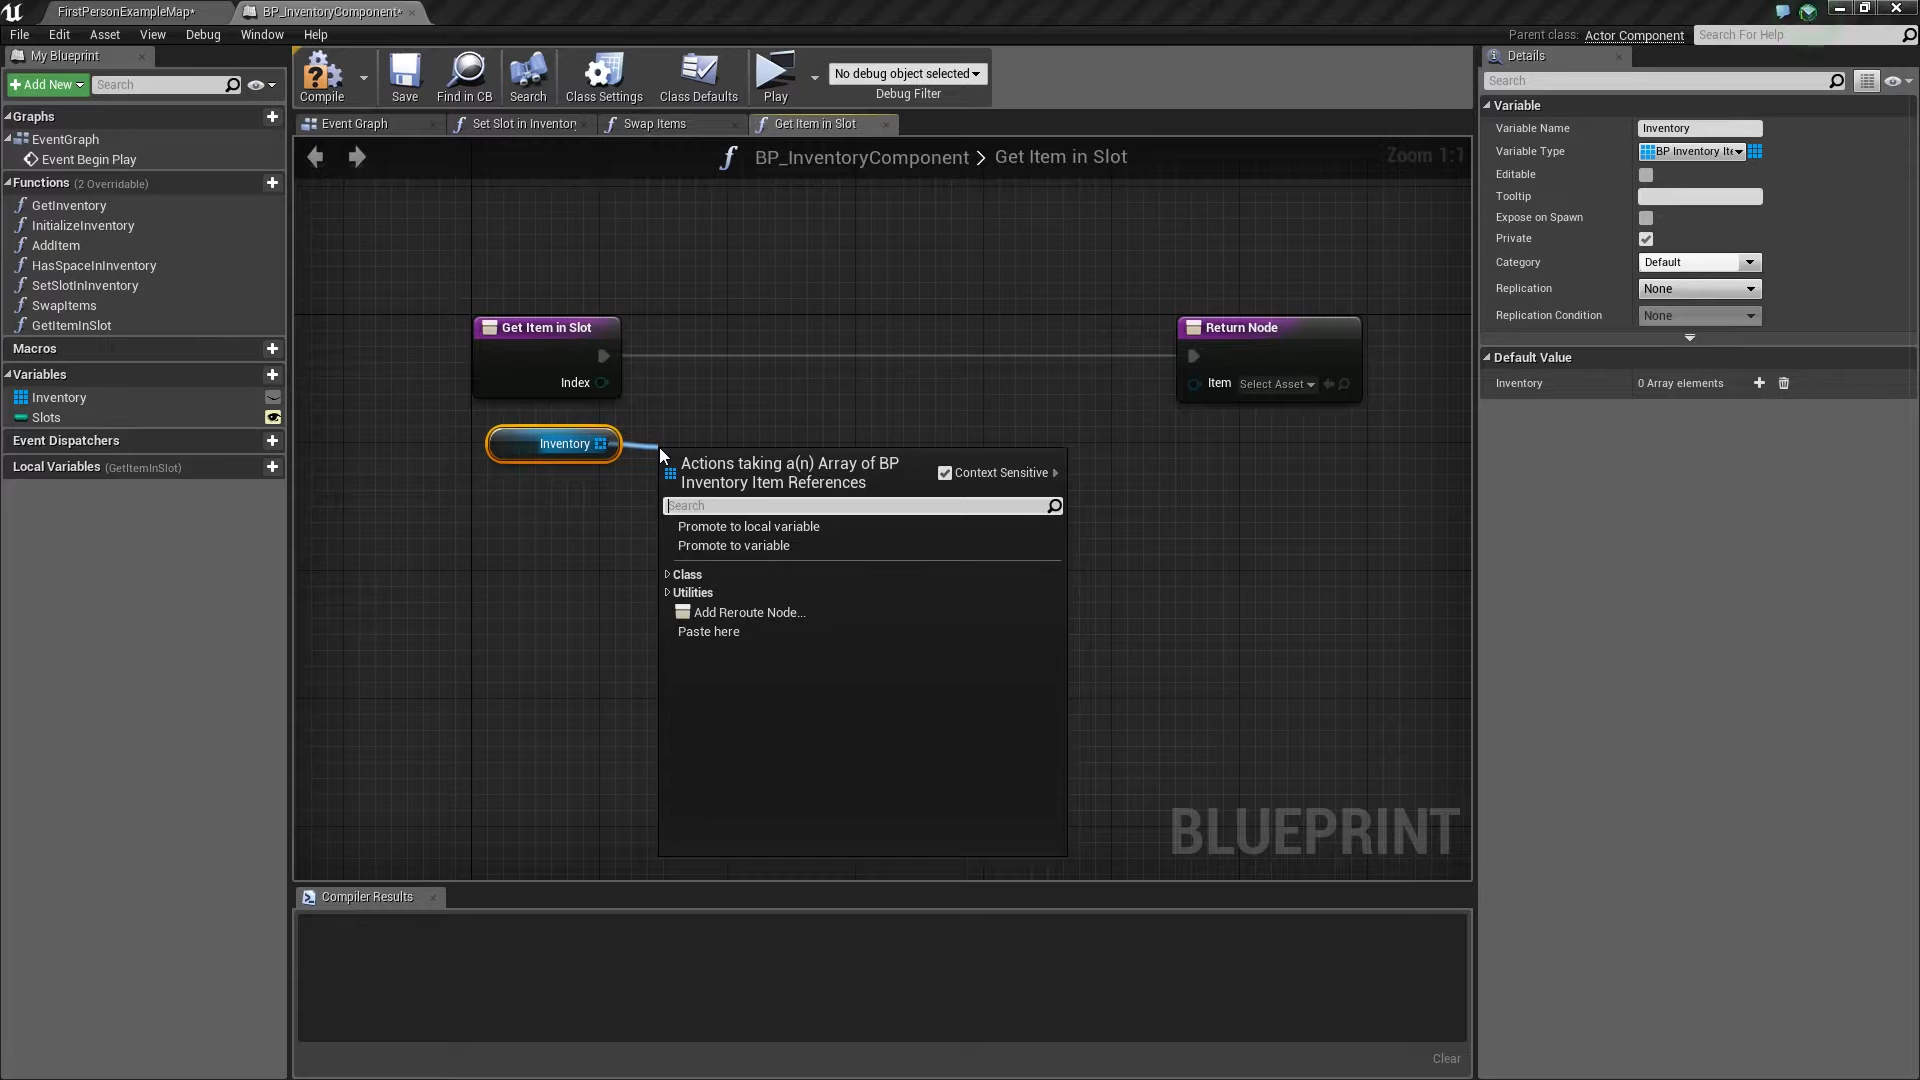 FirstPersonExampleMap*
BP_InventoryComponent*
File Edit Asset View Debug Window Help
Parent class: Actor Component
Search For Help
My Blueprint
Add New
Search
Graphs
EventGraph
Event Begin Play
Functions (2 Overridable)
GetInventory
InitializeInventory
AddItem
HasSpaceInInventory
SetSlotInInventory
SwapItems
GetItemInSlot
Macros
Variables
Inventory
Slots
Event Dispatchers
Local Variables (GetItemInSlot)
Compile
Save
Find in CB
Search
Class Settings
Class Defaults
Play
No debug object selected
Debug Filter
Event Graph
Set Slot in Inventory
Swap Items
Get Item in Slot
BP_InventoryComponent > Get Item in Slot
Zoom 1:1
Get Item in Slot
Index
Return Node
Item Select Asset
Inventory
Actions taking a(n) Array of BP
Inventory Item References
Context Sensitive
Search
Promote to local variable
Promote to variable
Class
Utilities
Add Reroute Node...
Paste here
BLUEPRINT
Compiler Results
Clear
Details
Search
Variable
Variable Name Inventory
Variable Type BP Inventory Ite
Editable
Tooltip
Expose on Spawn
Private
Category Default
Replication None
Replication Condition None
Default Value
Inventory 0 Array elements